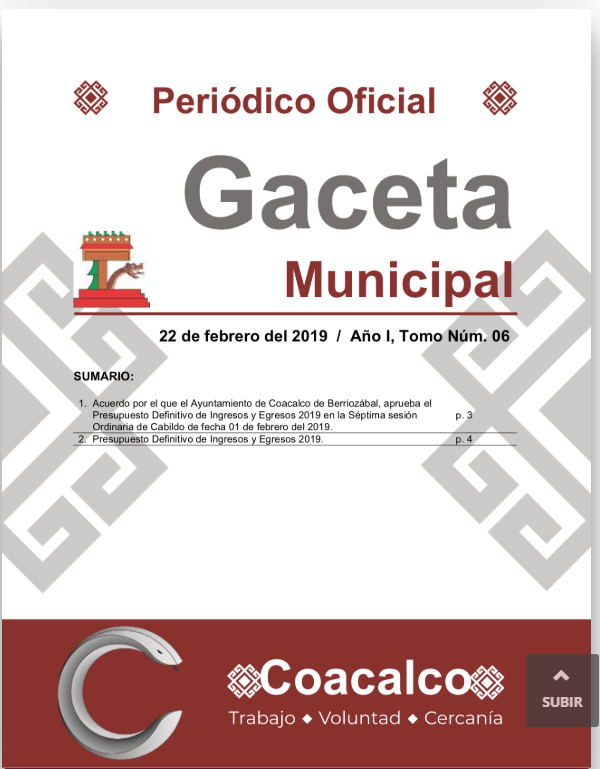 Periódico Oficial
Gaceta
Municipal
22 de febrero del 2019 / Año I, Tomo Núm. 06
SUMARIO:
1. Acuerdo por el que el Ayuntamiento de Coacalco de Berriozábal, aprueba el
Presupuesto Definitivo de Ingresos y Egresos 2019 en la Séptima sesión p. 3
Ordinaria de Cabildo de fecha 01 de febrero del 2019.
2. Presupuesto Definitivo de Ingresos y Egresos 2019. p. 4
Coacalco
Trabajo ◆ Voluntad ◆ Cercanía
SUBIR